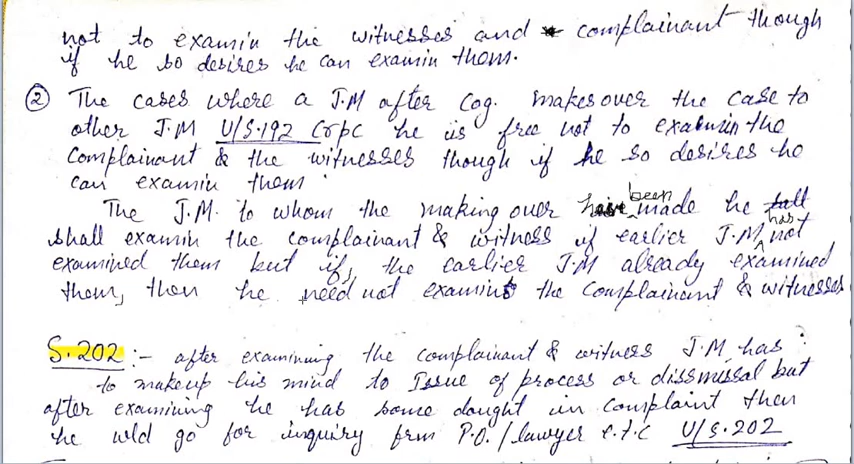 not to examin the witnesses and complainant though
if he so desires he can examin them.
② The cases where a J.M after Cog. makes over the case to
other J.M U/S.192 Crpc he is free not to examin the
Complainant & the witnesses though if he so desires he
can examin them.
The J.M. to whom the making over been made he
shall examin the complainant & witness if earlier J.M has not
examined them but if, the earlier J.M already examined
them, then he need not examine the Complainant & witnesses
S.202 :- after examining the complainant & witness J.M has :
to makeup his mind to Issue of process or dissmissal but
after examining he has some dought in complaint then
he wld go for inquiry frm P.O. / lawyer e.t.c U/S.202